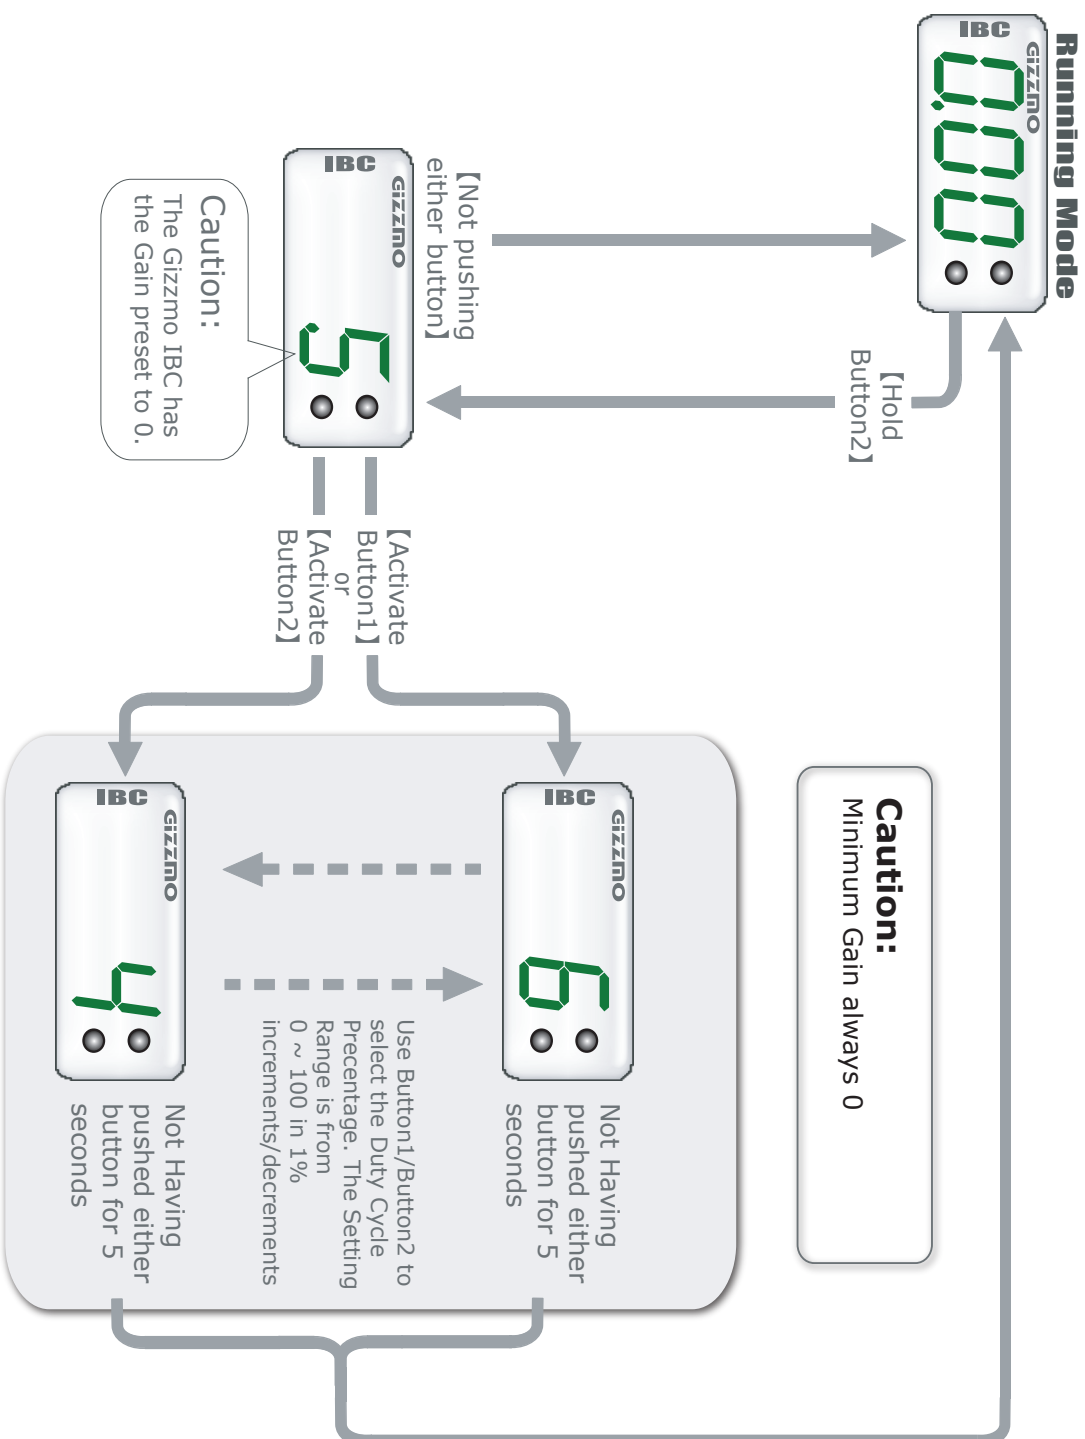 Running Mode
Gizzmo
0.00
IBC
【Hold
Button2】
【Not pushing
either button】
Gizzmo
5
IBC
Caution:
The Gizzmo IBC has
the Gain preset to 0.
【Activate
Button1】
or
【Activate
Button2】
Caution:
Minimum Gain always 0
Gizzmo
6
IBC
Not Having
pushed either
button for 5
seconds
Use Button1/Button2 to
select the Duty Cycle
Precentage. The Setting
Range is from
0 ~ 100 in 1%
increments/decrements
Gizzmo
4
IBC
Not Having
pushed either
button for 5
seconds